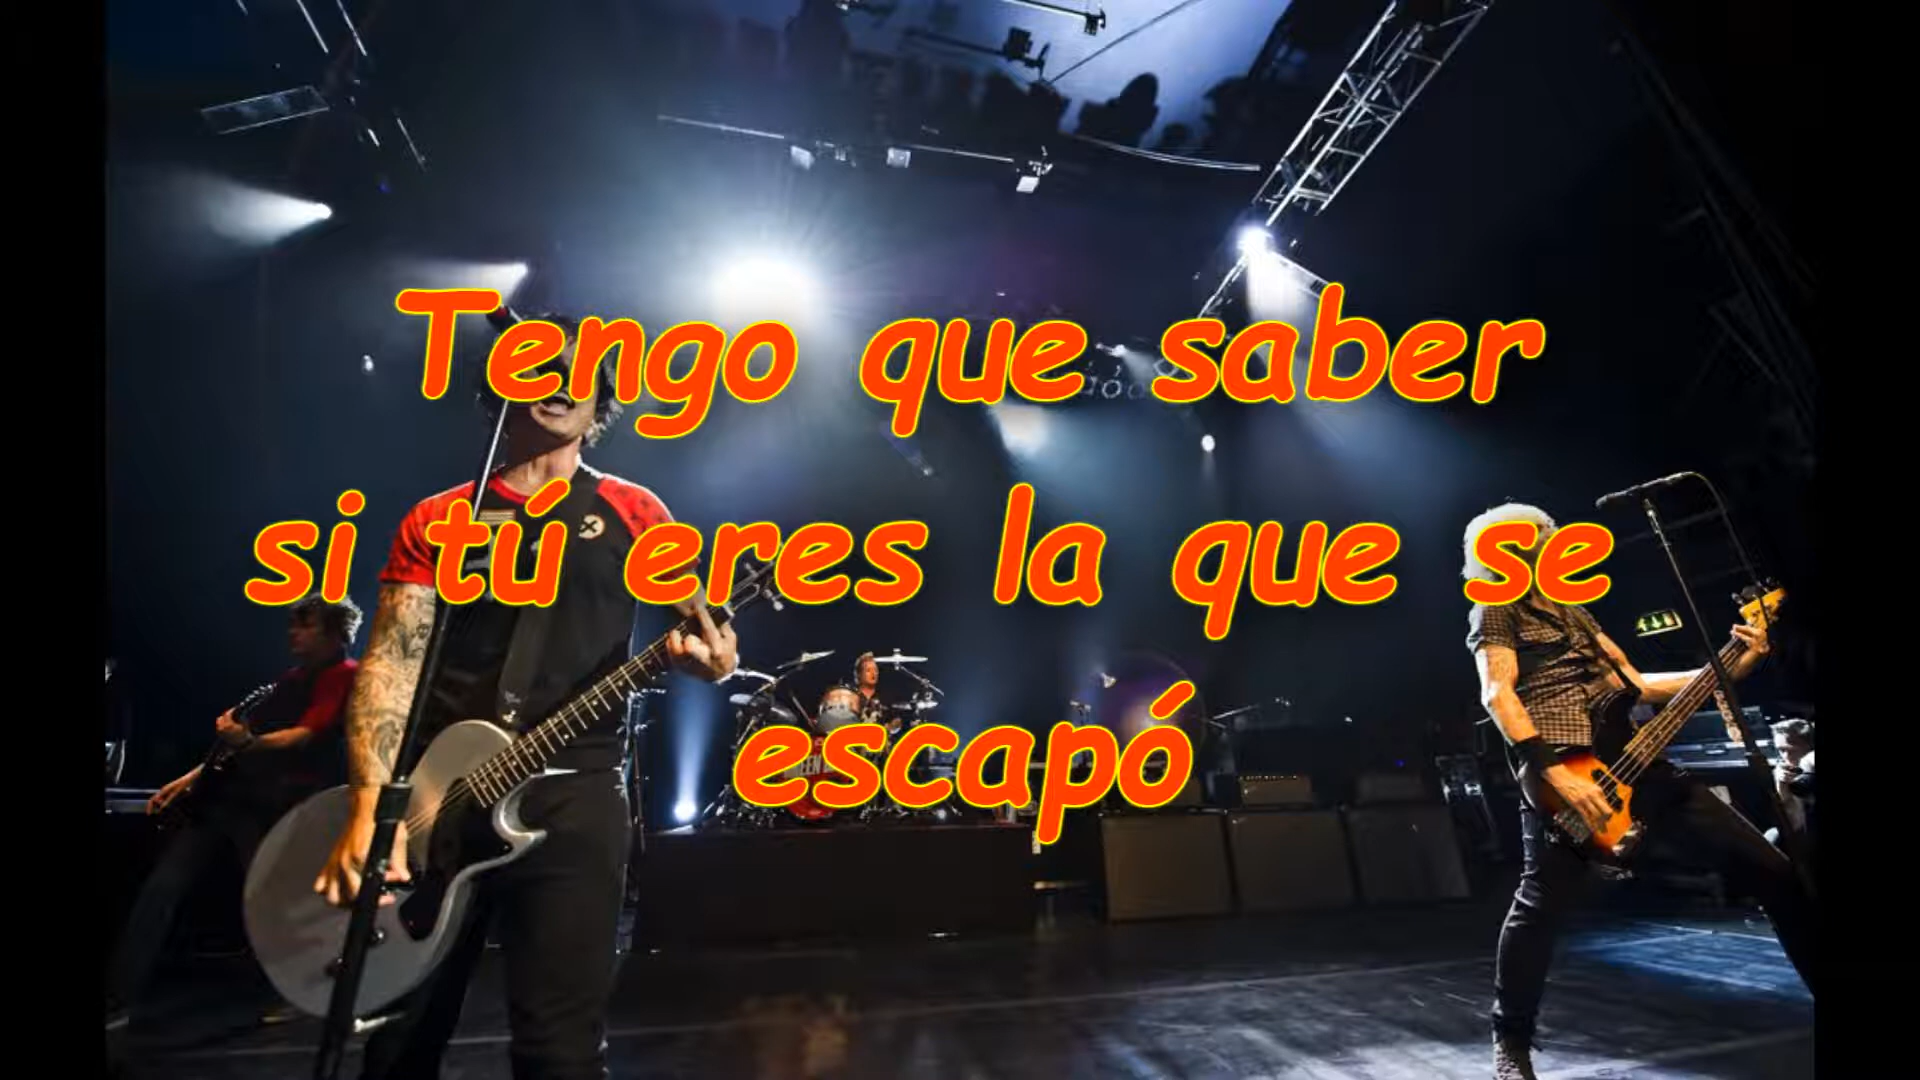 Tengo que saber
si tú eres la que se
escapó